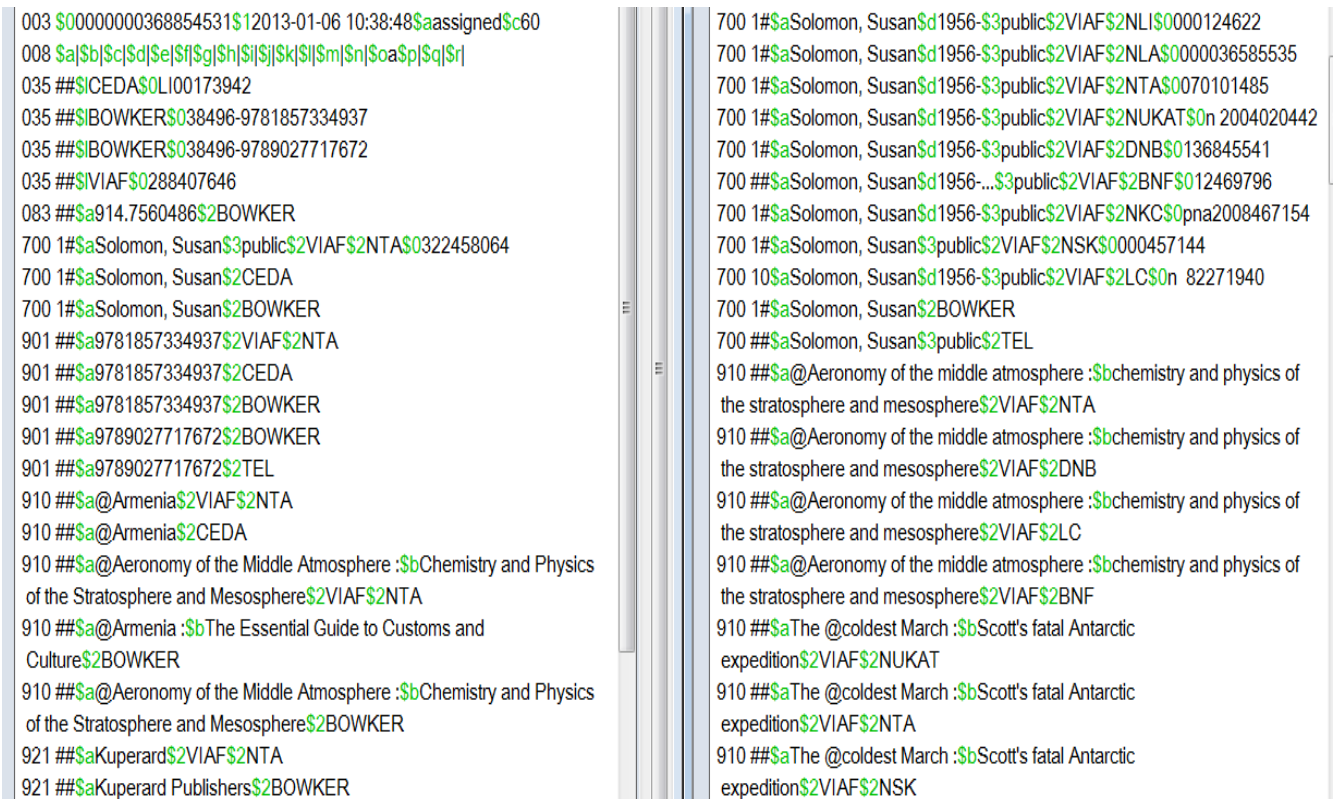 003 $0000000368854531$12013-01-06 10:38:48$aassigned$c60
008 $a|$b|$c|$d|$e|$f|$g|$h|$i|$j|$k|$l|$m|$n|$oa$p|$q|$r|
035 ##$lCEDA$0LI00173942
035 ##$lBOWKER$038496-9781857334937
035 ##$lBOWKER$038496-9789027717672
035 ##$lVIAF$0288407646
083 ##$a914.7560486$2BOWKER
700 1#$aSolomon, Susan$3public$2VIAF$2NTA$0322458064
700 1#$aSolomon, Susan$2CEDA
700 1#$aSolomon, Susan$2BOWKER
901 ##$a9781857334937$2VIAF$2NTA
901 ##$a9781857334937$2CEDA
901 ##$a9781857334937$2BOWKER
901 ##$a9789027717672$2BOWKER
901 ##$a9789027717672$2TEL
910 ##$a@Armenia$2VIAF$2NTA
910 ##$a@Armenia$2CEDA
910 ##$a@Aeronomy of the Middle Atmosphere :$bChemistry and Physics
of the Stratosphere and Mesosphere$2VIAF$2NTA
910 ##$a@Armenia :$bThe Essential Guide to Customs and
Culture$2BOWKER
910 ##$a@Aeronomy of the Middle Atmosphere :$bChemistry and Physics
of the Stratosphere and Mesosphere$2BOWKER
921 ##$aKuperard$2VIAF$2NTA
921 ##$aKuperard Publishers$2BOWKER
700 1#$aSolomon, Susan$d1956-$3public$2VIAF$2NLI$0000124622
700 1#$aSolomon, Susan$d1956-$3public$2VIAF$2NLA$0000036585535
700 1#$aSolomon, Susan$d1956-$3public$2VIAF$2NTA$0070101485
700 1#$aSolomon, Susan$d1956-$3public$2VIAF$2NUKAT$0n 2004020442
700 1#$aSolomon, Susan$d1956-$3public$2VIAF$2DNB$0136845541
700 ##$aSolomon, Susan$d1956-...$3public$2VIAF$2BNF$012469796
700 1#$aSolomon, Susan$d1956-$3public$2VIAF$2NKC$0pna2008467154
700 1#$aSolomon, Susan$3public$2VIAF$2NSK$0000457144
700 10$aSolomon, Susan$d1956-$3public$2VIAF$2LC$0n  82271940
700 1#$aSolomon, Susan$2BOWKER
700 ##$aSolomon, Susan$3public$2TEL
910 ##$a@Aeronomy of the middle atmosphere :$bchemistry and physics of
the stratosphere and mesosphere$2VIAF$2NTA
910 ##$a@Aeronomy of the middle atmosphere :$bchemistry and physics of
the stratosphere and mesosphere$2VIAF$2DNB
910 ##$a@Aeronomy of the middle atmosphere :$bchemistry and physics of
the stratosphere and mesosphere$2VIAF$2LC
910 ##$a@Aeronomy of the middle atmosphere :$bchemistry and physics of
the stratosphere and mesosphere$2VIAF$2BNF
910 ##$aThe @coldest March :$bScott's fatal Antarctic
expedition$2VIAF$2NUKAT
910 ##$aThe @coldest March :$bScott's fatal Antarctic
expedition$2VIAF$2NTA
910 ##$aThe @coldest March :$bScott's fatal Antarctic
expedition$2VIAF$2NSK